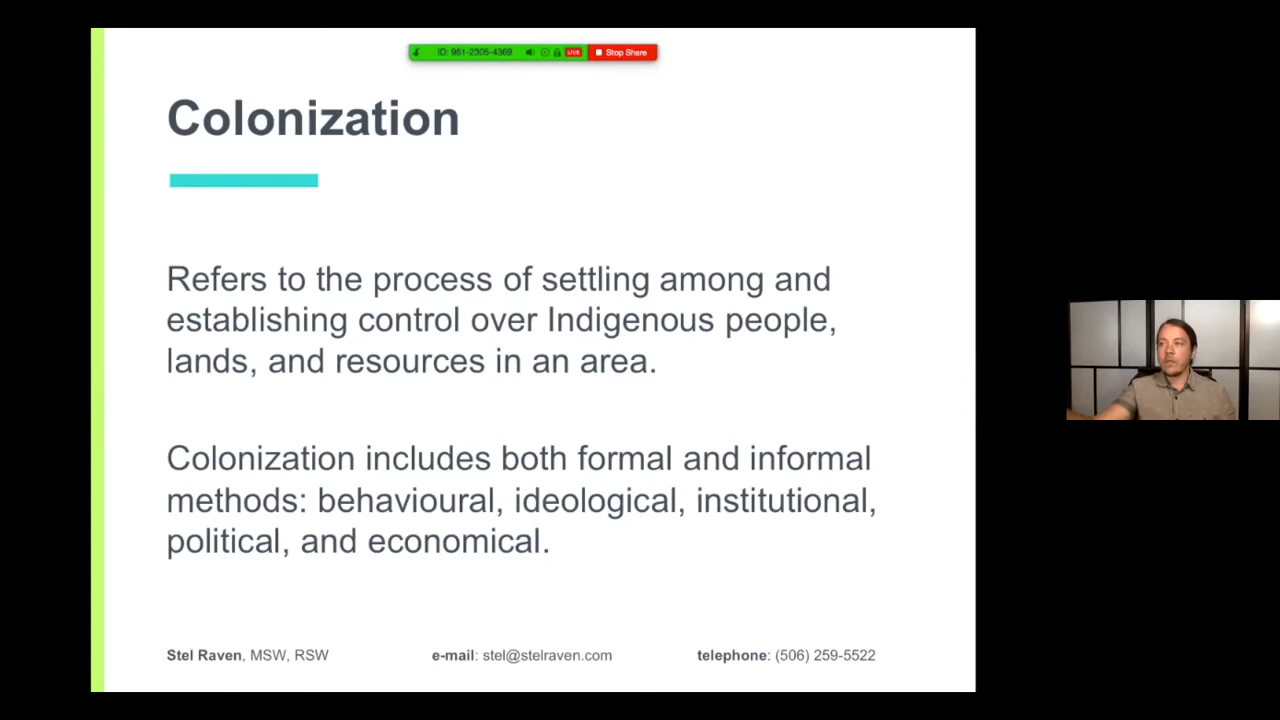 ID: 961-2305-4369 LIVE Stop Share
Colonization
Refers to the process of settling among and
establishing control over Indigenous people,
lands, and resources in an area.
Colonization includes both formal and informal
methods: behavioural, ideological, institutional,
political, and economical.
Stel Raven, MSW, RSW e-mail: stel@stelraven.com telephone: (506) 259-5522